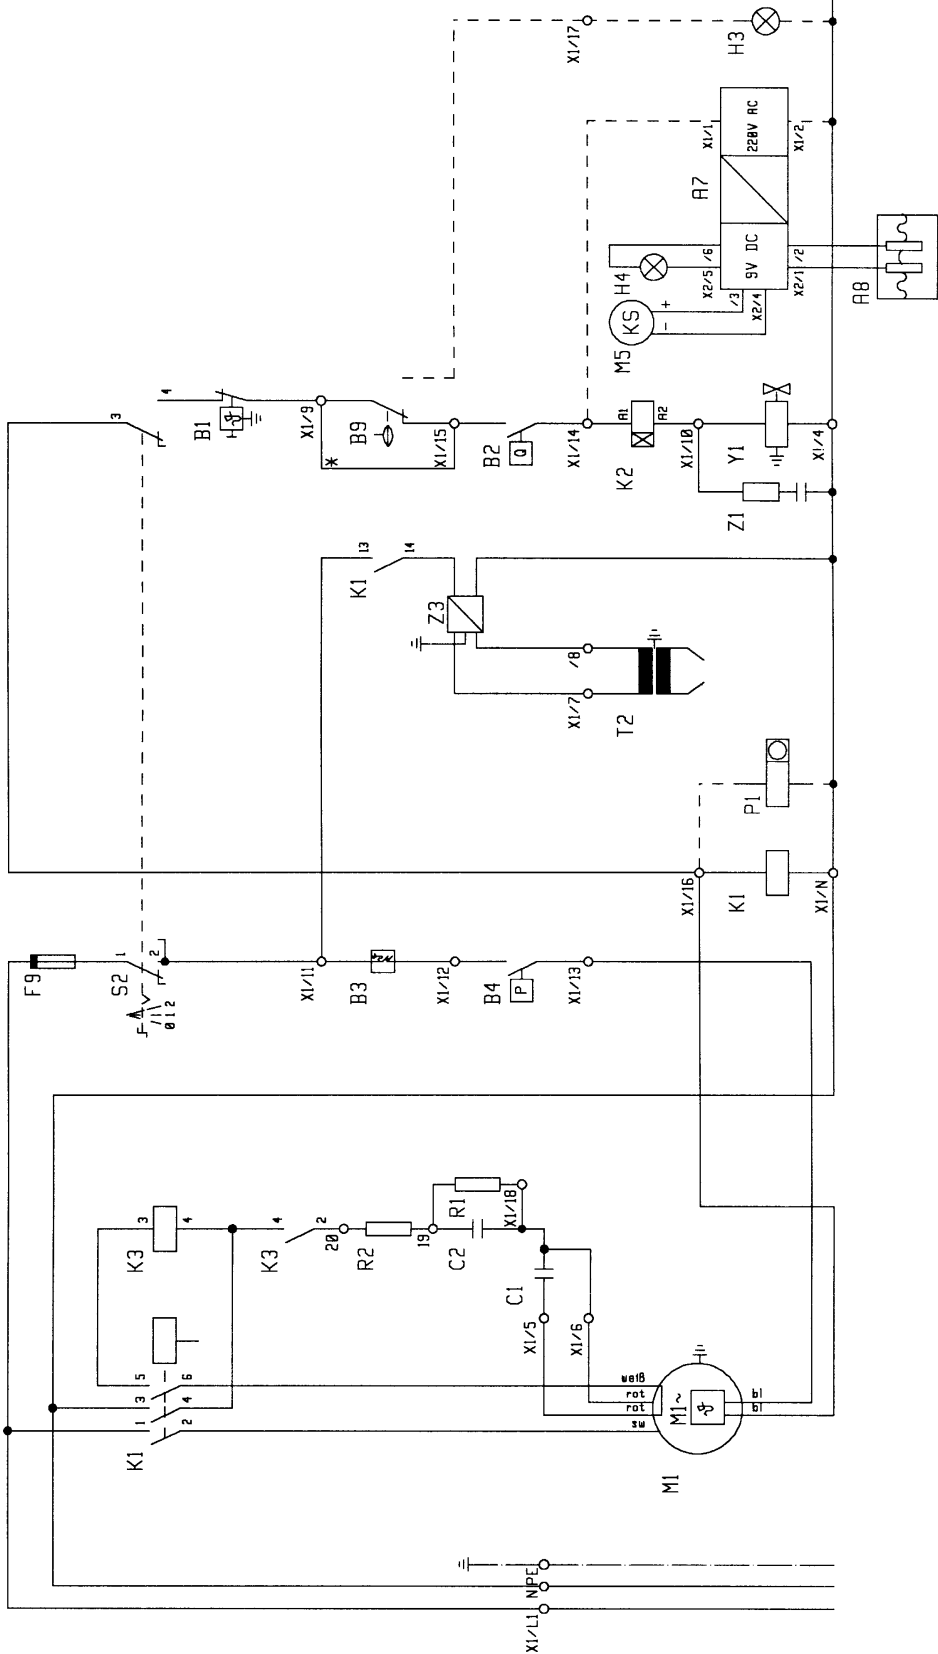 X1/17
H3
X1/1
220V AC
X1/2
A7
9V DC
X2/5
/6
X2/1
/2
/3
X2/4
H4
M5
KS
+
-
A8
3
4
B1
ϑ
X1/9
B9
*
X1/15
B2
Q
X1/14
K2
A1
A2
X1/10
Y1
X1/4
Z1
K1
13
14
Z3
X1/7
/8
T2
P1
X1/16
K1
X1/N
F9
S2
1
2
0 1 2
X1/11
B3
X1/12
B4
P
X1/13
K3
3
4
K3
4
2
20
R2
19
R1
X1/18
C2
C1
X1/5
X1/6
K1
1
2
3
4
5
6
weiß
rot
rot
sw
M1~
ϑ
bl
bl
M1
X1/L1
N
PE